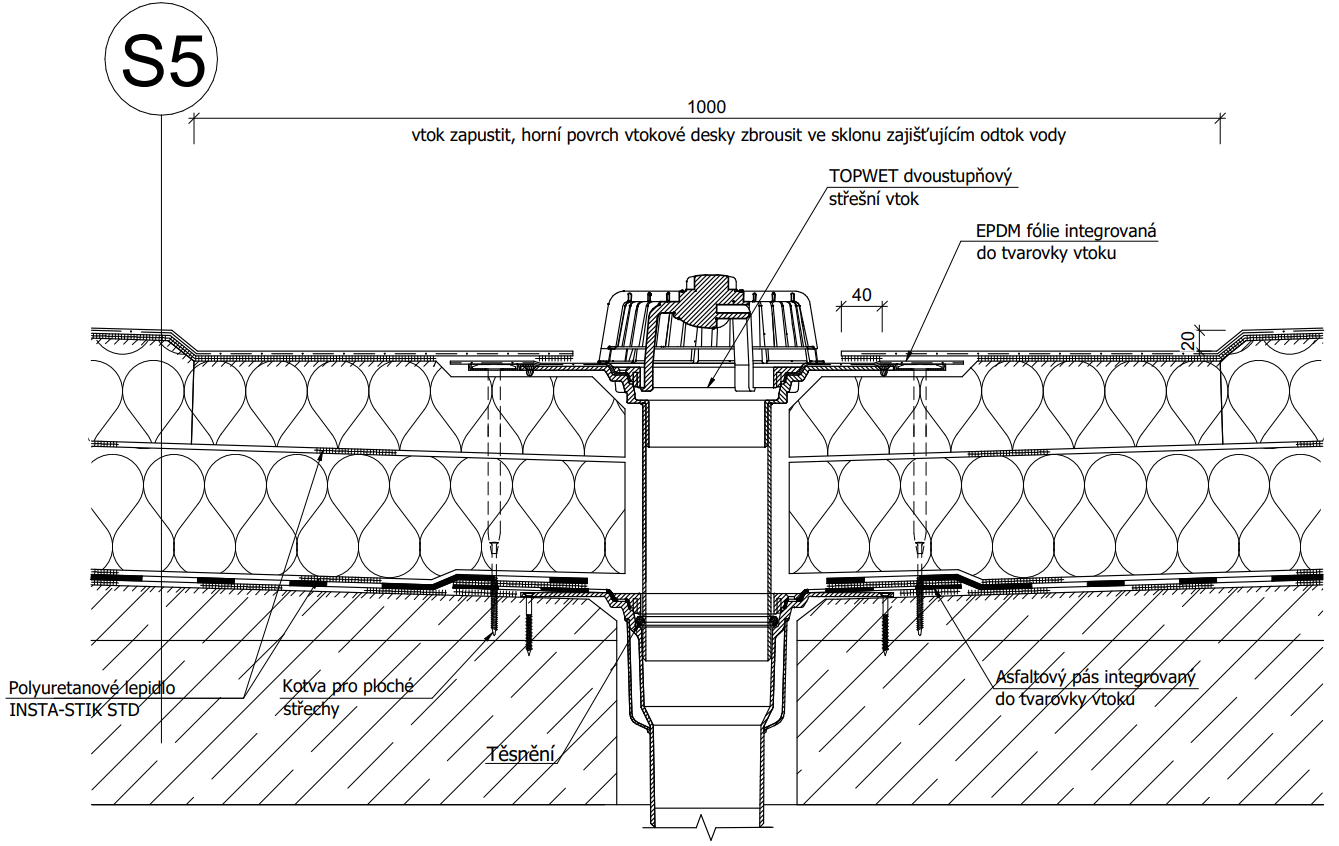 S5
1000
vtok zapustit, horní povrch vtokové desky zbrousit ve sklonu zajišťujícím odtok vody
TOPWET dvoustupňový
střešní vtok
EPDM fólie integrovaná
do tvarovky vtoku
40
20
Polyuretanové lepidlo
INSTA-STIK STD
Kotva pro ploché
střechy
Těsnění
Asfaltový pás integrovaný
do tvarovky vtoku